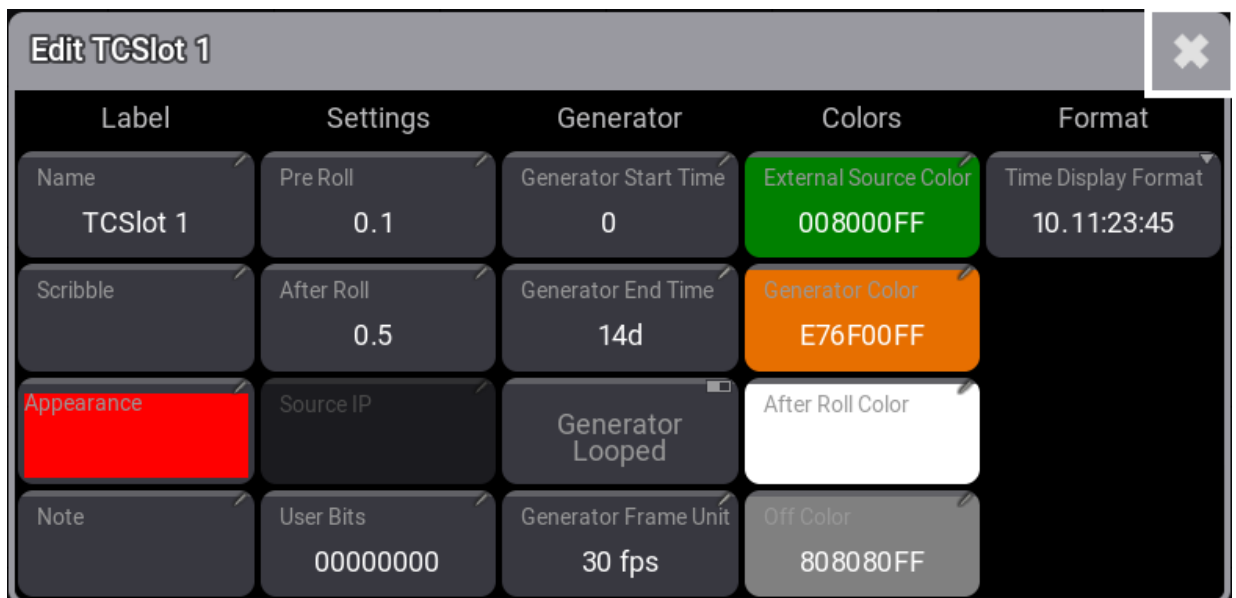 Edit TCSlot 1
Label Settings Generator Colors Format
Name Pre Roll Generator Start Time External Source Color Time Display Format
TCSlot 1 0.1 0 008000FF 10.11:23:45
Scribble After Roll Generator End Time Generator Color
0.5 14d E76F00FF
Appearance Source IP After Roll Color
Generator
Looped
Note User Bits Generator Frame Unit Off Color
00000000 30 fps 808080FF